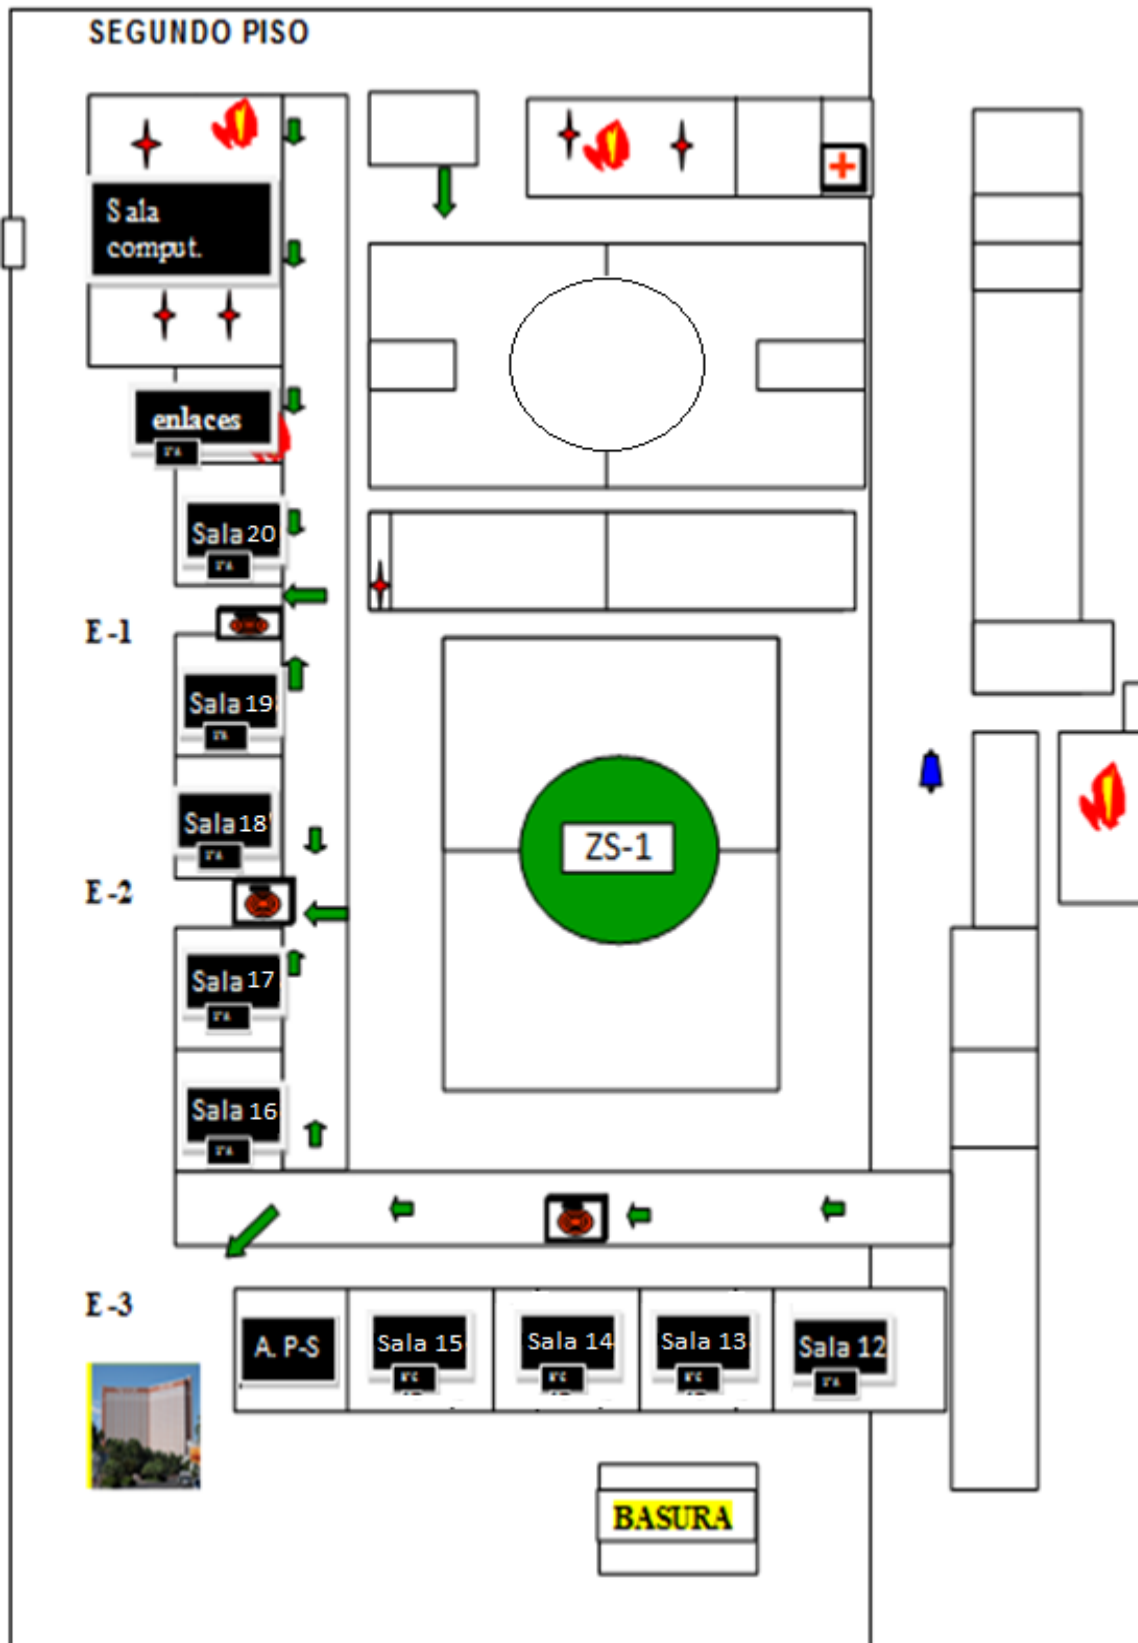 SEGUNDO PISO
Sala
comput.
enlaces
Sala 20
E-1
Sala 19
Sala 18
ZS-1
E-2
Sala 17
Sala 16
E-3
A. P-S
Sala 15
Sala 14
Sala 13
Sala 12
BASURA